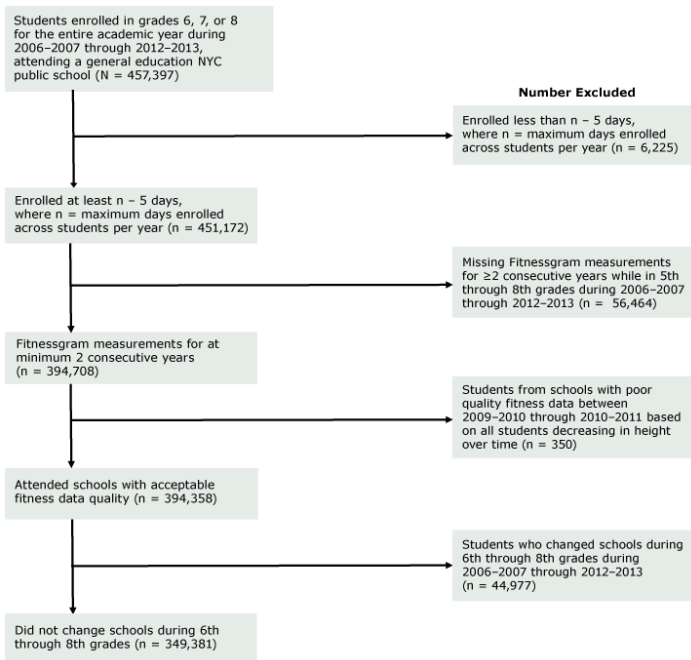 Students enrolled in grades 6, 7, or 8
for the entire academic year during
2006–2007 through 2012–2013,
attending a general education NYC
public school (N = 457,397)
Number Excluded
Enrolled less than n – 5 days,
where n = maximum days enrolled
across students per year (n = 6,225)
Enrolled at least n – 5 days,
where n = maximum days enrolled
across students per year (n = 451,172)
Missing Fitnessgram measurements
for ≥2 consecutive years while in 5th
through 8th grades during 2006–2007
through 2012–2013 (n = 56,464)
Fitnessgram measurements for at
minimum 2 consecutive years
(n = 394,708)
Students from schools with poor
quality fitness data between
2009–2010 through 2010–2011 based
on all students decreasing in height
over time (n = 350)
Attended schools with acceptable
fitness data quality (n = 394,358)
Students who changed schools during
6th through 8th grades during
2006–2007 through 2012–2013
(n = 44,977)
Did not change schools during 6th
through 8th grades (n = 349,381)